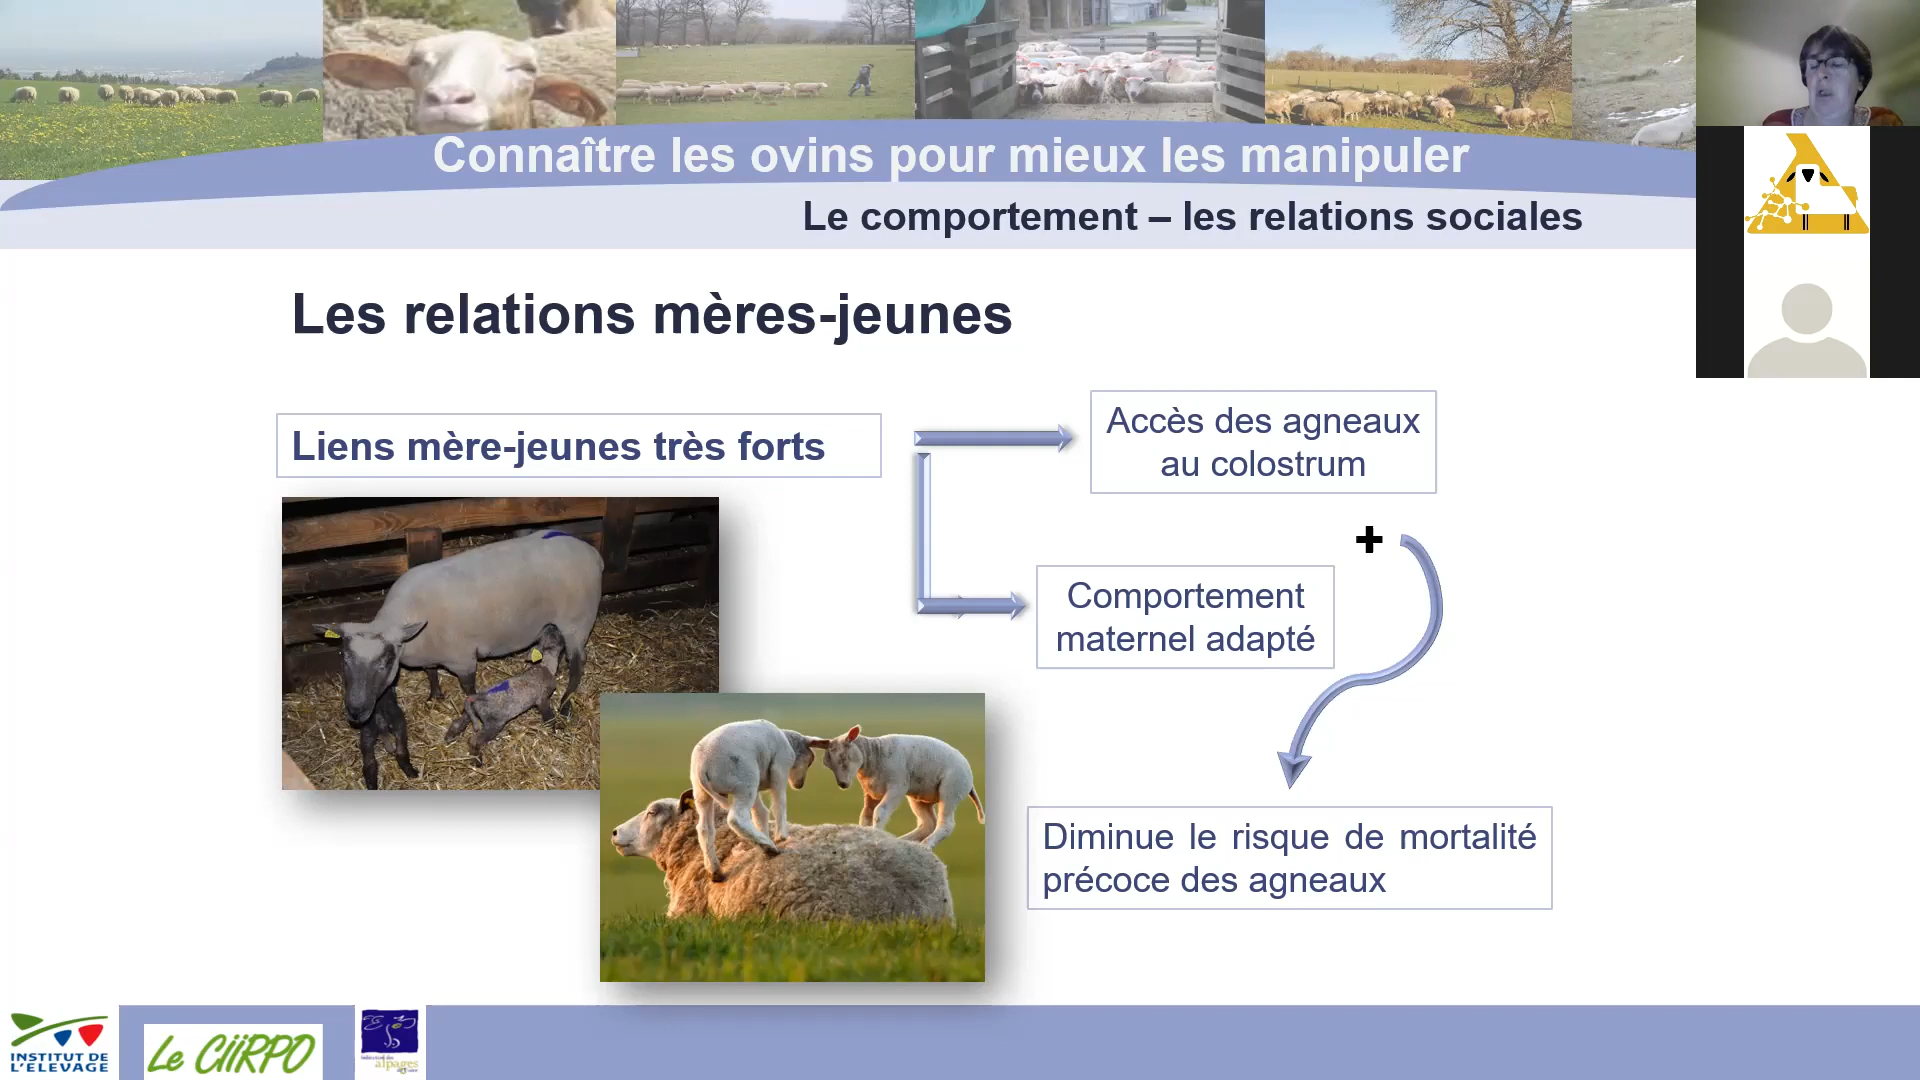 Connaître les ovins pour mieux les manipuler
Le comportement – les relations sociales
Les relations mères-jeunes
Liens mère-jeunes très forts
Accès des agneaux
au colostrum
+
Comportement
maternel adapté
Diminue le risque de mortalité
précoce des agneaux
INSTITUT DE
L'ELEVAGE
Le CIIRPO
alpages